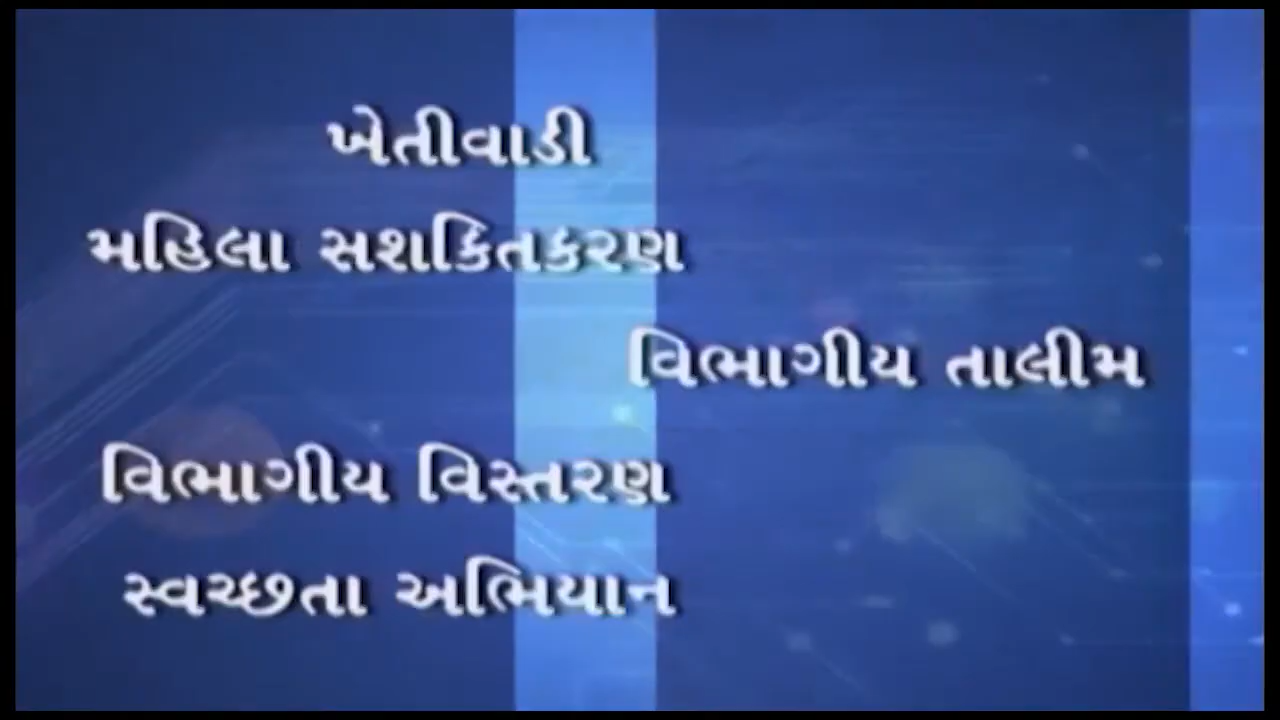 ખેતીવાડી
મહિલા સશકિતકરણ
વિભાગીય તાલીમ
વિભાગીય વિસ્તરણ
સ્વચ્છતા અભિયાન